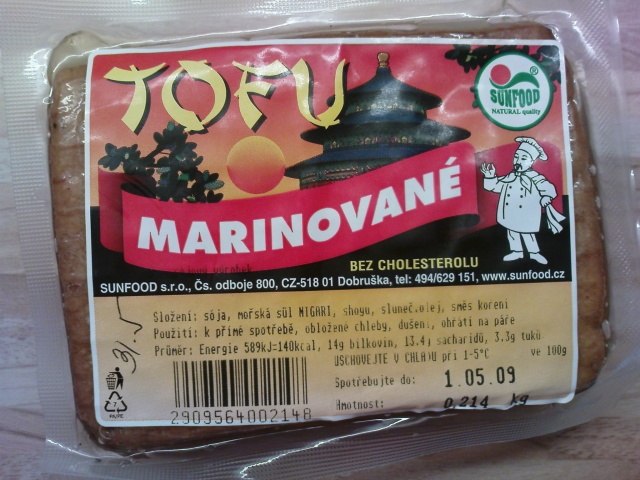 TOFU
SUNFOOD ®
NATURAL quality
MARINOVANÉ
BEZ CHOLESTEROLU
SUNFOOD s.r.o., Čs. odboje 800, CZ-518 01 Dobruška, tel: 494/629 151, www.sunfood.cz
Složení: sója, mořská sůl NIGARI, shoyu, sluneč.olej, směs koření
Použití: k přímé spotřebě, obložené chleby, dušení, ohřátí na páře
Průměr: Energie 589kJ=140kcal, 14g bílkovin, 13.4g sacharidů, 3.3g tuků
USCHOVEJTE V CHLADU při 1-5°C ve 100g
Spotřebujte do: 1.05.09
Hmotnost: 0,214 kg
31.5
7
2909564002148